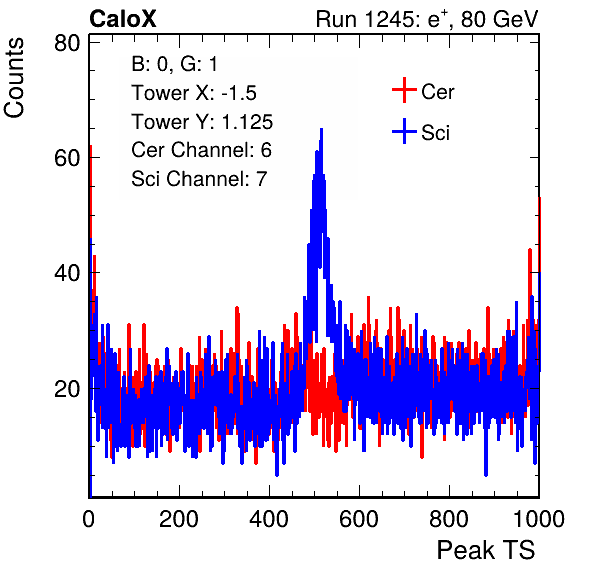 CaloX
Run 1245: e+, 80 GeV
Counts
80
60
40
20
B: 0, G: 1
Tower X: -1.5
Tower Y: 1.125
Cer Channel: 6
Sci Channel: 7
Cer
Sci
0 200 400 600 800 1000
Peak TS